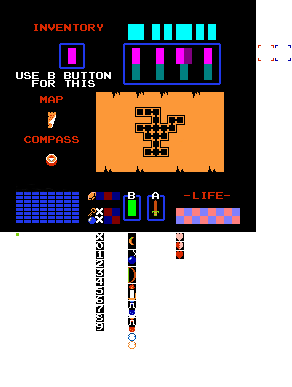 INVENTORY
USE B BUTTON
FOR THIS
MAP
COMPASS
B A
-LIFE-
X
0
1
2
3
4
5
6
7
8
9